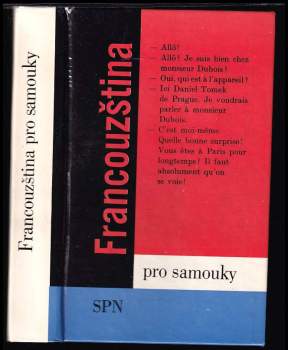 Francouzština pro samouky
Francouzština
— Allô!
— Allô! Je suis bien chez
monsieur Dubois?
— Oui, qui est à l'appareil?
— Ici Daniel Tomek
de Prague. Je voudrais
parler à monsieur
Dubois.
— C'est moi-même.
Quelle bonne surprise!
Vous êtes à Paris pour
longtemps? Il faut
absolument qu'on
se voie!
pro samouky
SPN